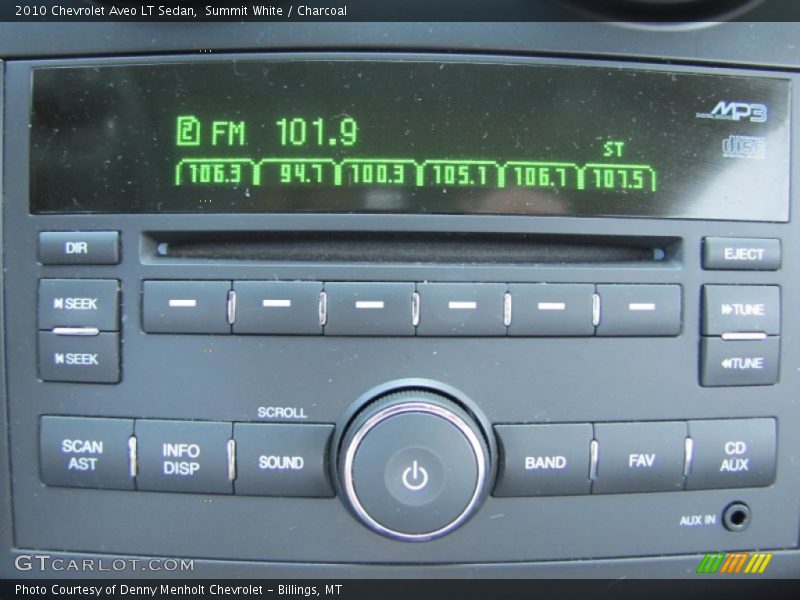 2010 Chevrolet Aveo LT Sedan, Summit White / Charcoal
MP3
2 FM 101.9
ST
disc
106.3 94.7 100.3 105.1 106.7 107.5
DIR
EJECT
SEEK
TUNE
SEEK
TUNE
SCROLL
SCAN AST
INFO DISP
SOUND
BAND
FAV
CD AUX
AUX IN
GTCARLOT.COM
Photo Courtesy of Denny Menholt Chevrolet - Billings, MT